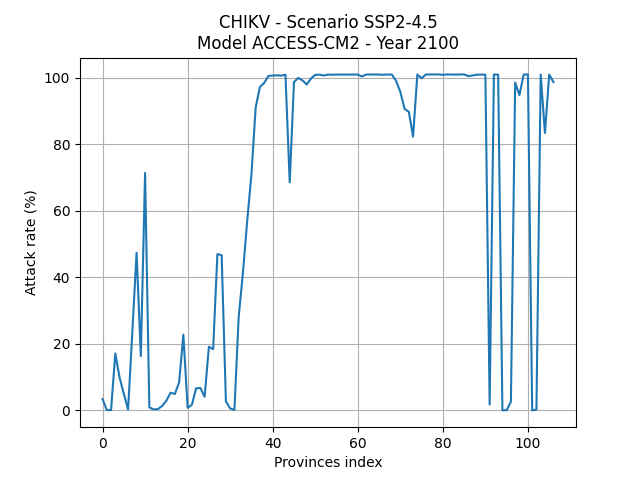 CHIKV - Scenario SSP2-4.5
Model ACCESS-CM2 - Year 2100
Attack rate (%)
100
80
60
40
20
0
0 20 40 60 80 100
Provinces index